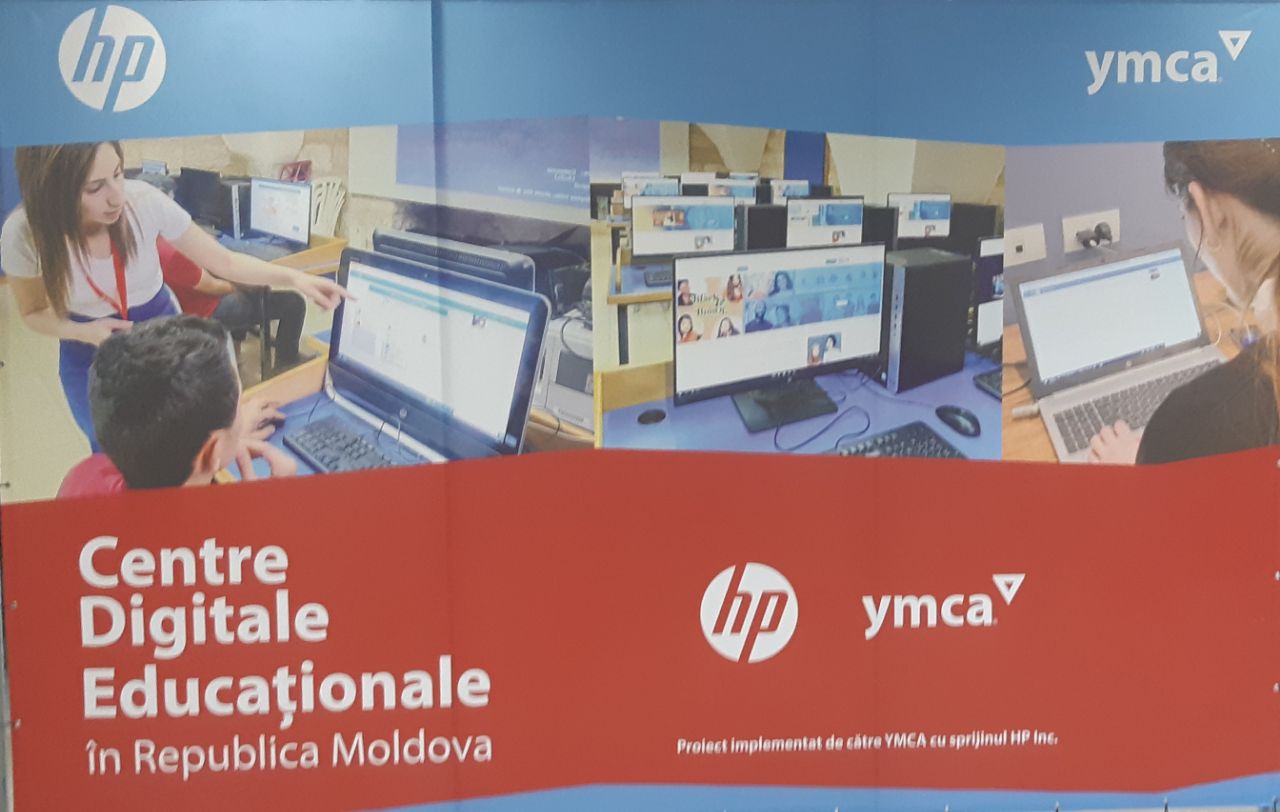 hp
ymca
Centre
Digitale
Educaționale
în Republica Moldova
hp
ymca
Proiect implementat de către YMCA cu sprijinul HP Inc.